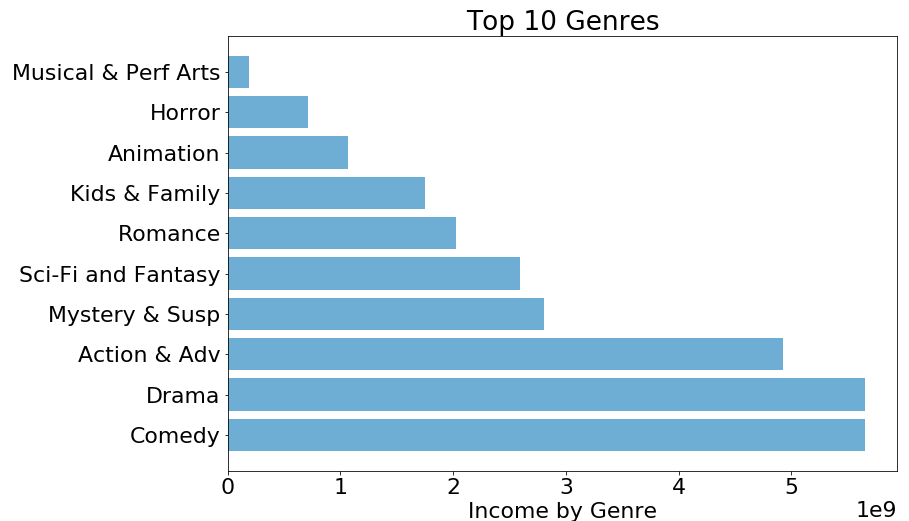 Top 10 Genres
Musical & Perf Arts
Horror
Animation
Kids & Family
Romance
Sci-Fi and Fantasy
Mystery & Susp
Action & Adv
Drama
Comedy
0 1 2 3 4 5
Income by Genre 1e9